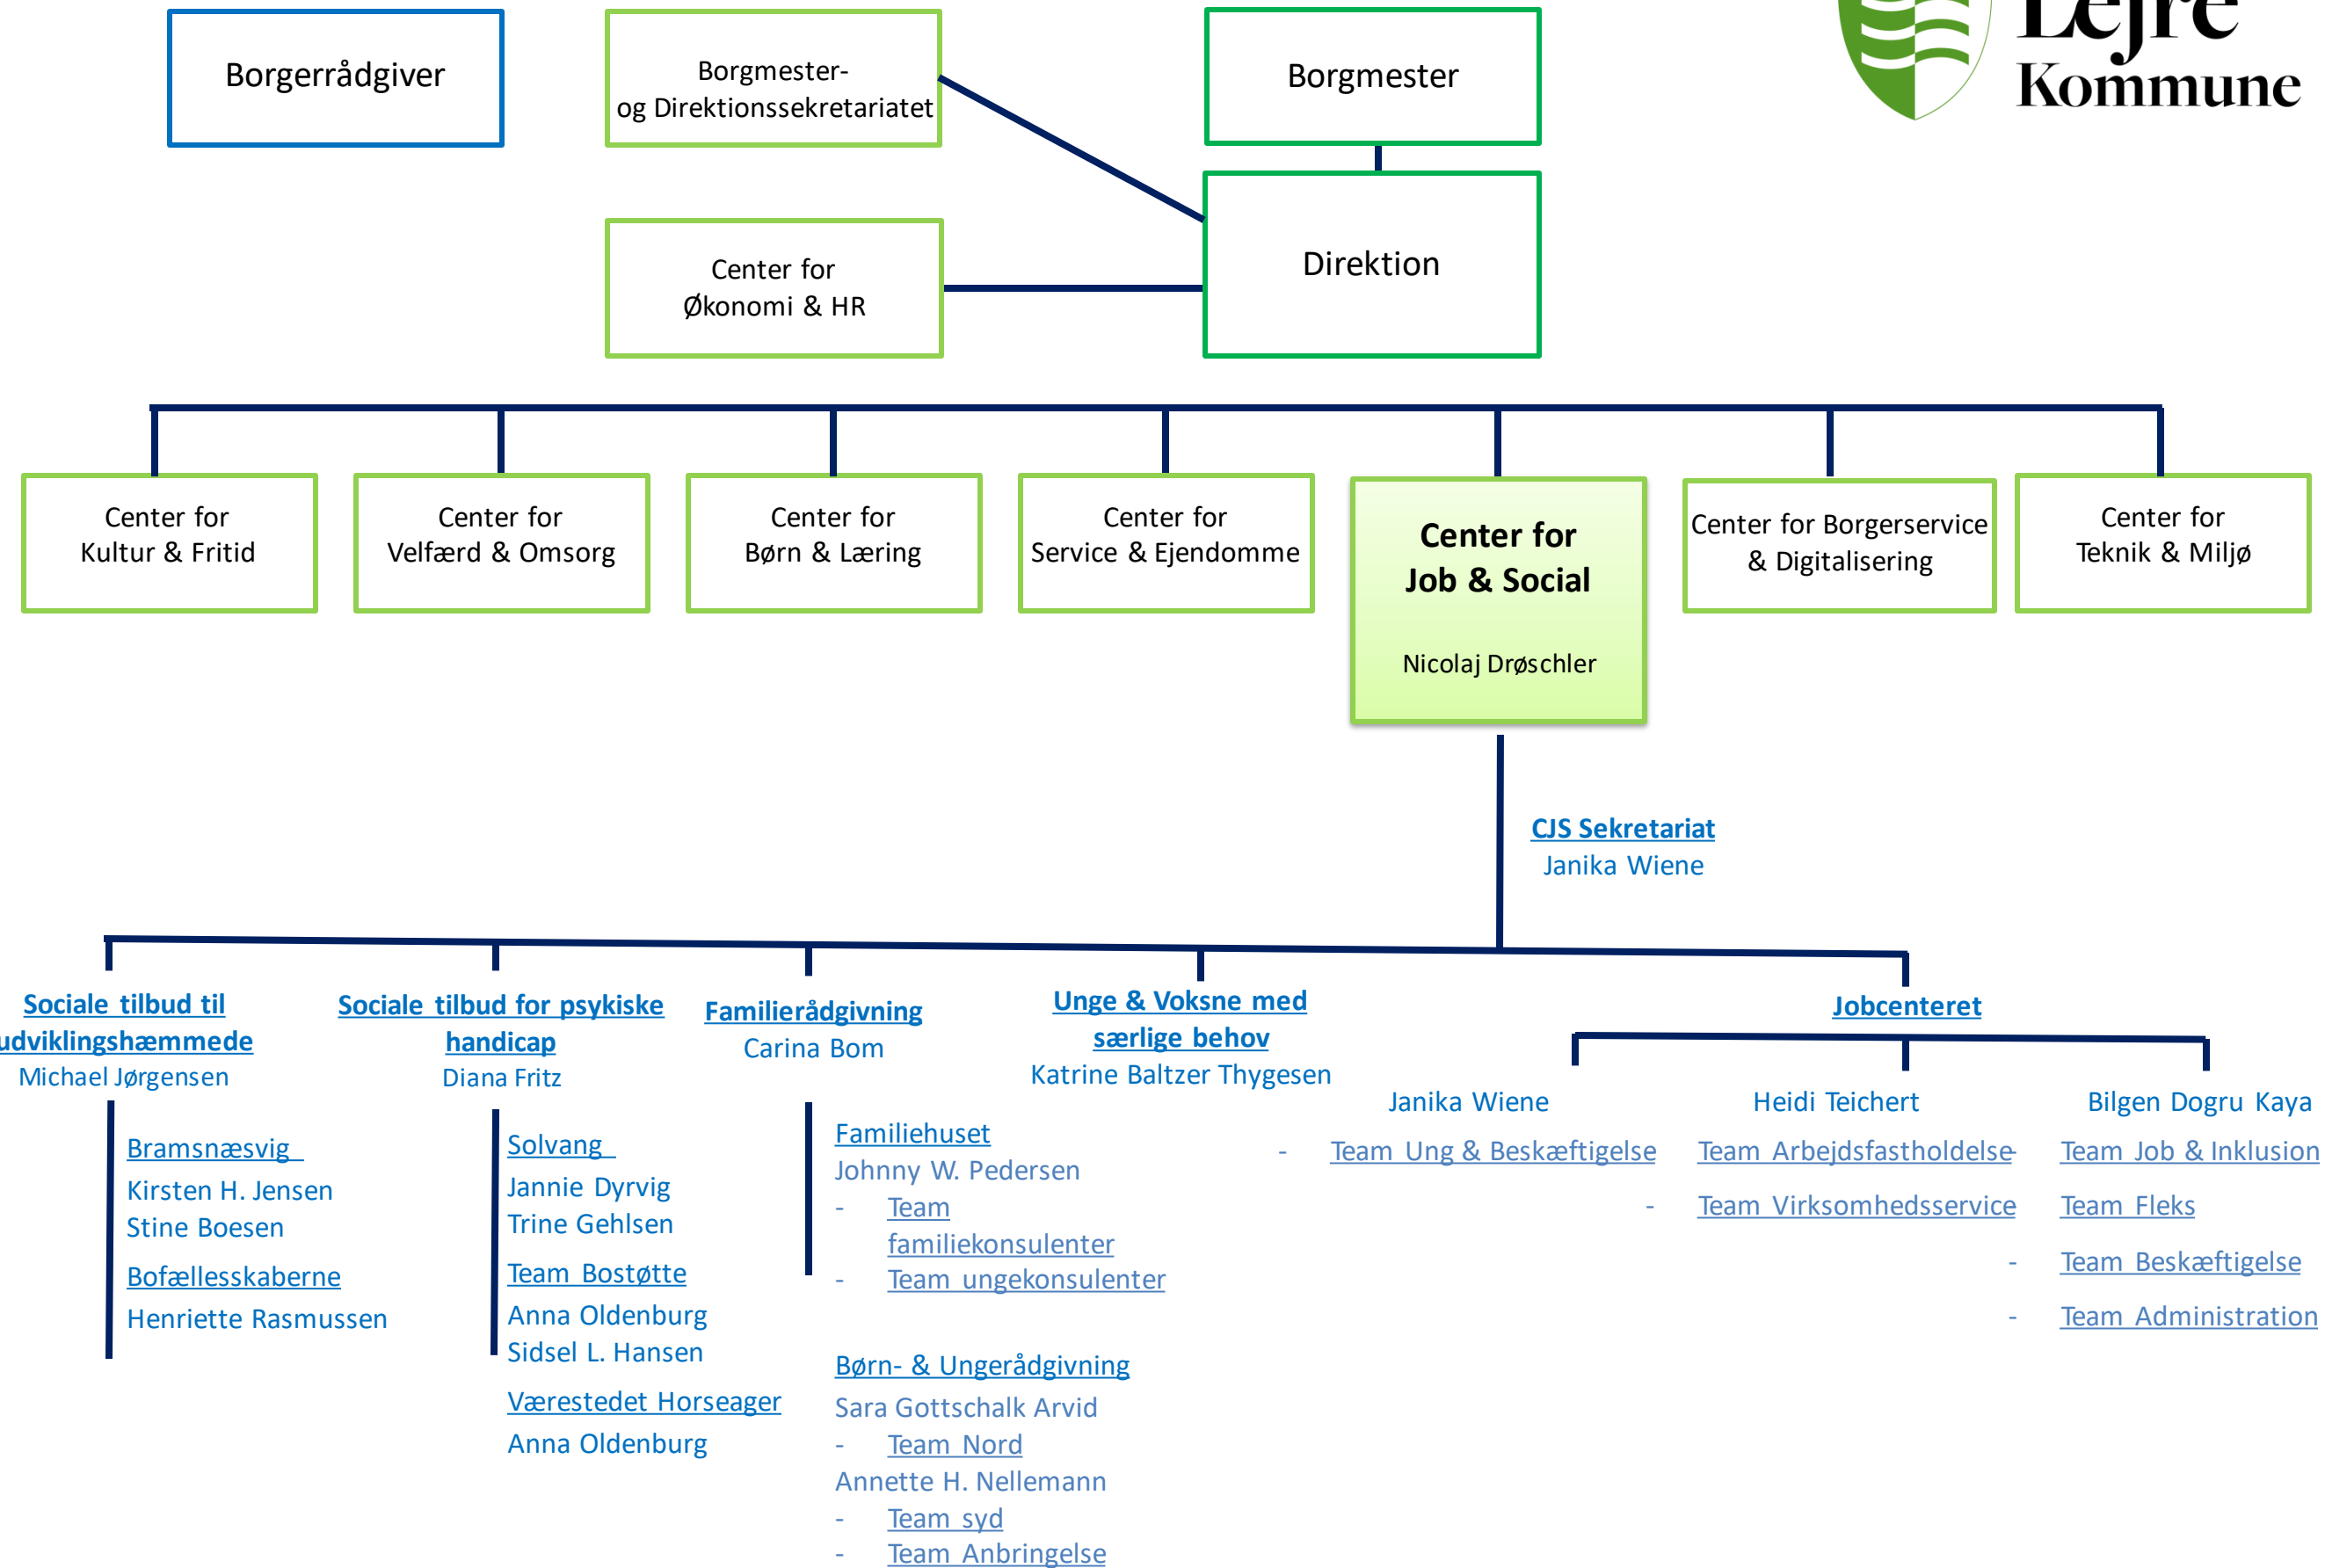 Lejre
Kommune
Borgerrådgiver
Borgmester-
og Direktionssekretariatet
Borgmester
Center for
Økonomi & HR
Direktion
Center for
Kultur & Fritid
Center for
Velfærd & Omsorg
Center for
Børn & Læring
Center for
Service & Ejendomme
Center for
Job & Social
Nicolaj Drøschler
Center for Borgerservice
& Digitalisering
Center for
Teknik & Miljø
CJS Sekretariat
Janika Wiene
Sociale tilbud til
udviklingshæmmede
Michael Jørgensen
Bramsnæsvig
Kirsten H. Jensen
Stine Boesen
Bofællesskaberne
Henriette Rasmussen
Sociale tilbud for psykiske
handicap
Diana Fritz
Solvang
Jannie Dyrvig
Trine Gehlsen
Team Bostøtte
Anna Oldenburg
Sidsel L. Hansen
Værestedet Horseager
Anna Oldenburg
Familierådgivning
Carina Bom
Familiehuset
Johnny W. Pedersen
- Team
familiekonsulenter
- Team ungekonsulenter
Børn- & Ungerådgivning
Sara Gottschalk Arvid
- Team Nord
Annette H. Nellemann
- Team syd
- Team Anbringelse
Unge & Voksne med
særlige behov
Katrine Baltzer Thygesen
Jobcenteret
Janika Wiene
- Team Ung & Beskæftigelse
Heidi Teichert
Team Arbejdsfastholdelse
- Team Virksomhedsservice
Bilgen Dogru Kaya
- Team Job & Inklusion
Team Fleks
- Team Beskæftigelse
- Team Administration